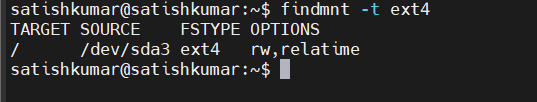 satishkumar@satishkumar:~$ findmnt -t ext4
TARGET SOURCE    FSTYPE OPTIONS
/      /dev/sda3 ext4   rw,relatime
satishkumar@satishkumar:~$